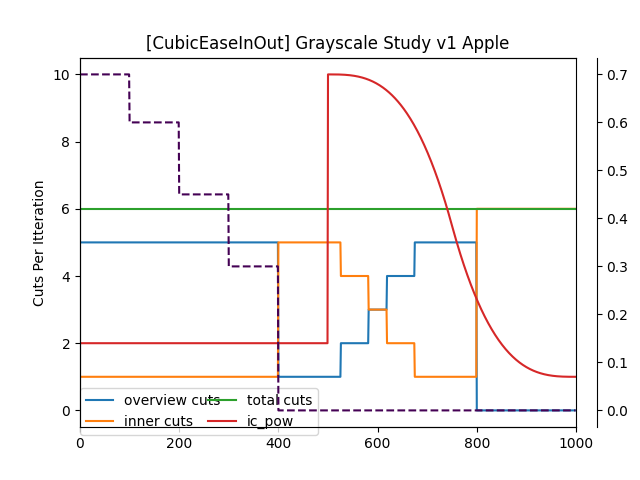 [CubicEaseInOut] Grayscale Study v1 Apple
Cuts Per Itteration
10
8
6
4
2
0
0.7
0.6
0.5
0.4
0.3
0.2
0.1
0.0
overview cuts
total cuts
inner cuts
ic_pow
0 200 400 600 800 1000